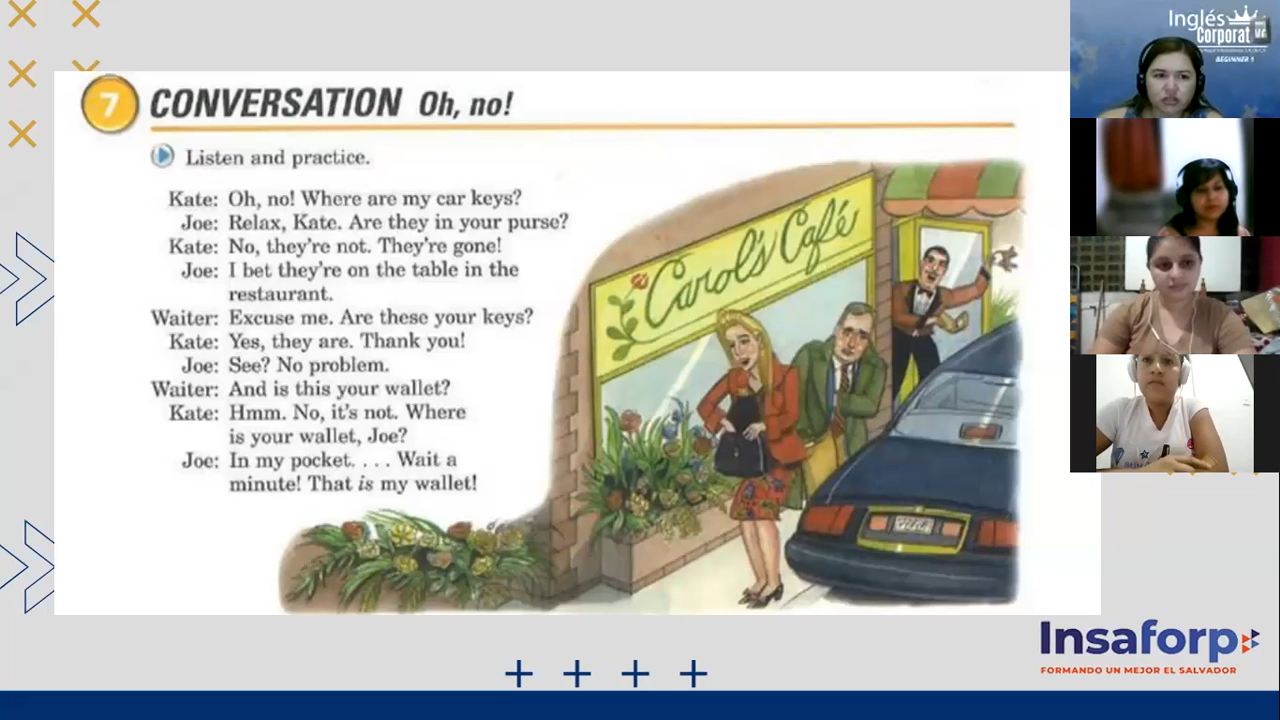 7 CONVERSATION Oh, no!
Listen and practice.
Kate: Oh, no! Where are my car keys?
Joe: Relax, Kate. Are they in your purse?
Kate: No, they're not. They're gone!
Joe: I bet they're on the table in the
restaurant.
Waiter: Excuse me. Are these your keys?
Kate: Yes, they are. Thank you!
Joe: See? No problem.
Waiter: And is this your wallet?
Kate: Hmm. No, it's not. Where
is your wallet, Joe?
Joe: In my pocket. . . . Wait a
minute! That is my wallet!
Carol's Café
Inglés
Corporat
BEGINNER 1
Insaforp
FORMANDO UN MEJOR EL SALVADOR